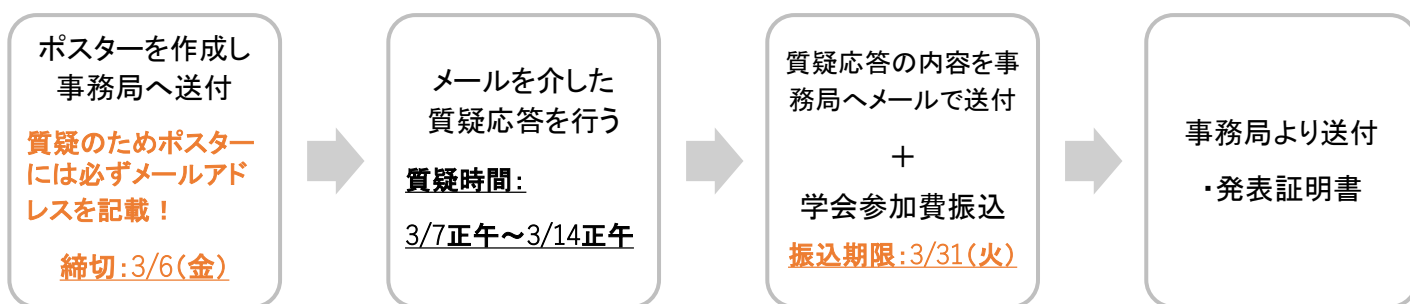 ポスターを作成し
事務局へ送付
質疑のためポスター
には必ずメールアド
レスを記載！
締切：3/6（金）
メールを介した
質疑応答を行う
質疑時間：
3/7正午～3/14正午
質疑応答の内容を事
務局へメールで送付
＋
学会参加費振込
振込期限：3/31（火）
事務局より送付
・発表証明書